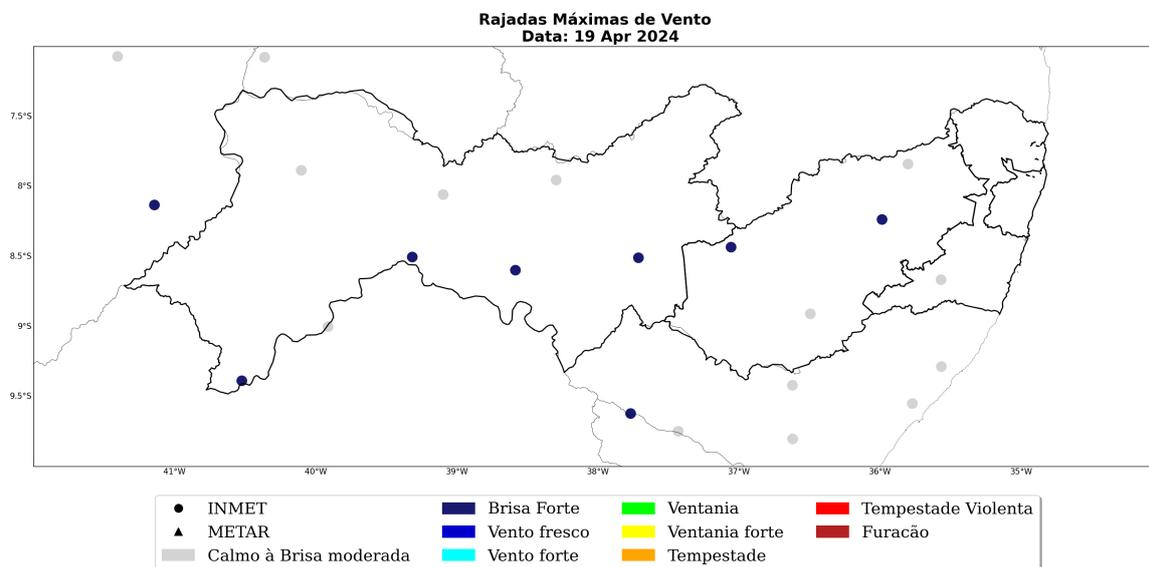 Rajadas Máximas de Vento
Data: 19 Apr 2024
7.5°S
8°S
8.5°S
9°S
9.5°S
41°W 40°W 39°W 38°W 37°W 36°W 35°W
INMET Brisa Forte Ventania Tempestade Violenta
METAR Vento fresco Ventania forte Furacão
Calmo à Brisa moderada Vento forte Tempestade